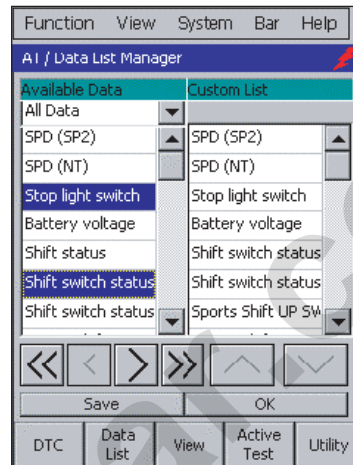 Function View System Bar Help
AT / Data List Manager
Available Data Custom List
All Data
SPD (SP2) SPD (SP2)
SPD (NT) SPD (NT)
Stop light switch Stop light switch
Battery voltage Battery voltage
Shift status Shift switch status
Shift switch status Shift switch status
Shift switch status Sports Shift UP SW
Save OK
DTC Data List View Active Test Utility